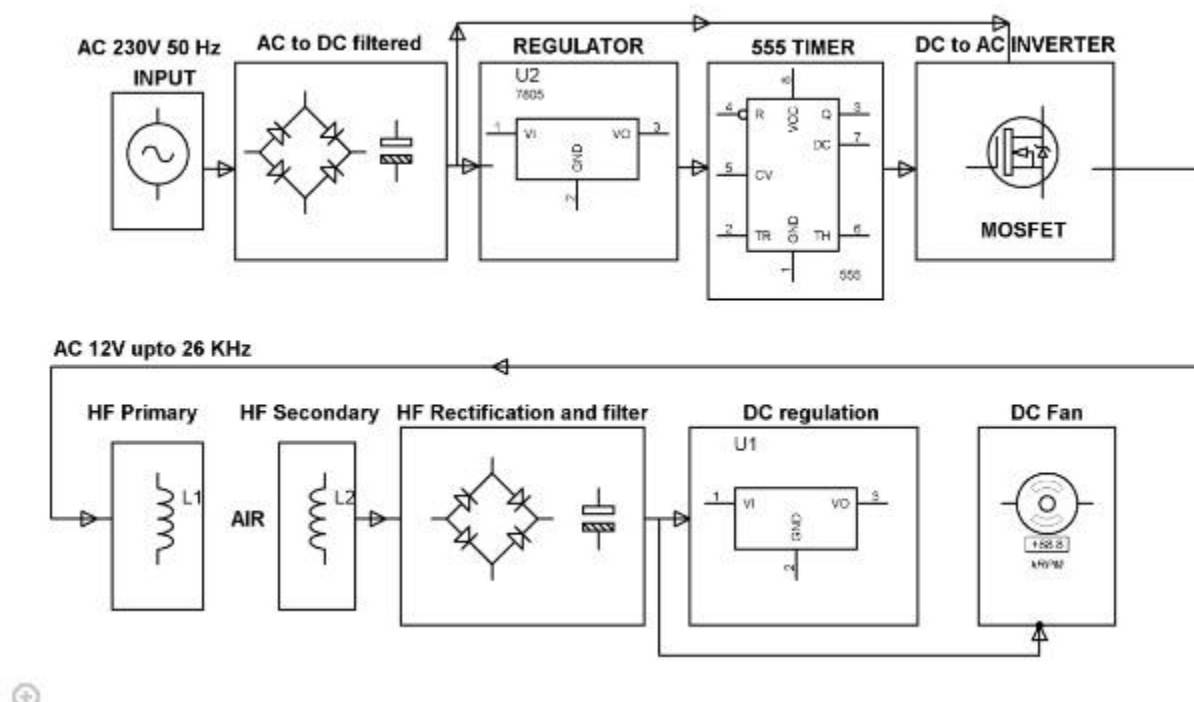 AC 230V 50 Hz
INPUT
AC to DC filtered
REGULATOR
555 TIMER
DC to AC INVERTER
U2
7805
1 VI VO 3
GND
2
8
VCC
4 R Q 3
DC 7
5 CV
2 TR GND TH 6
1
555
MOSFET
AC 12V upto 26 KHz
HF Primary
HF Secondary
HF Rectification and filter
DC regulation
DC Fan
L1
AIR
L2
U1
1 VI VO 3
GND
2
+88.8
kRPM